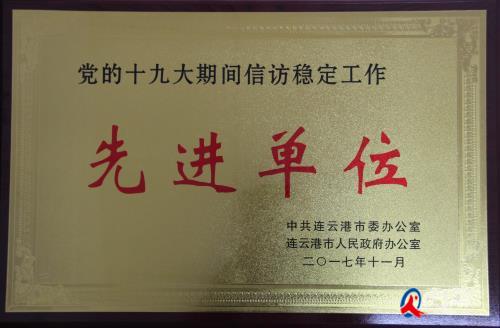 党的十九大期间信访稳定工作
先进单位
中共连云港市委办公室
连云港市人民政府办公室
二〇一七年十一月